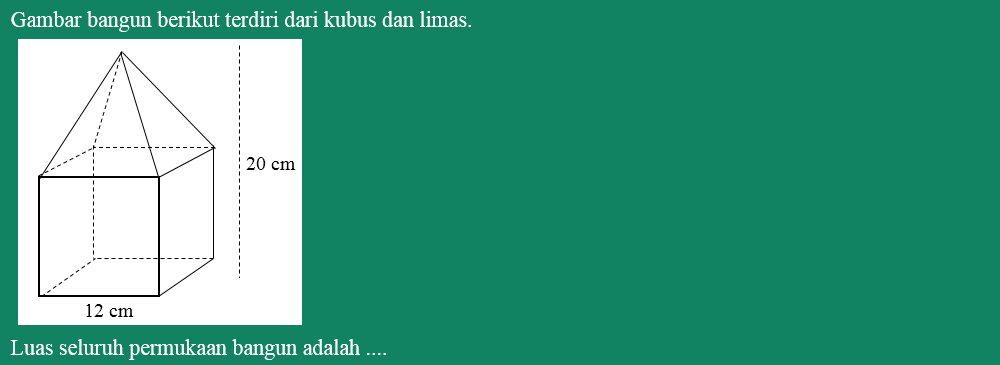 Gambar bangun berikut terdiri dari kubus dan limas.
20 cm
12 cm
Luas seluruh permukaan bangun adalah ....